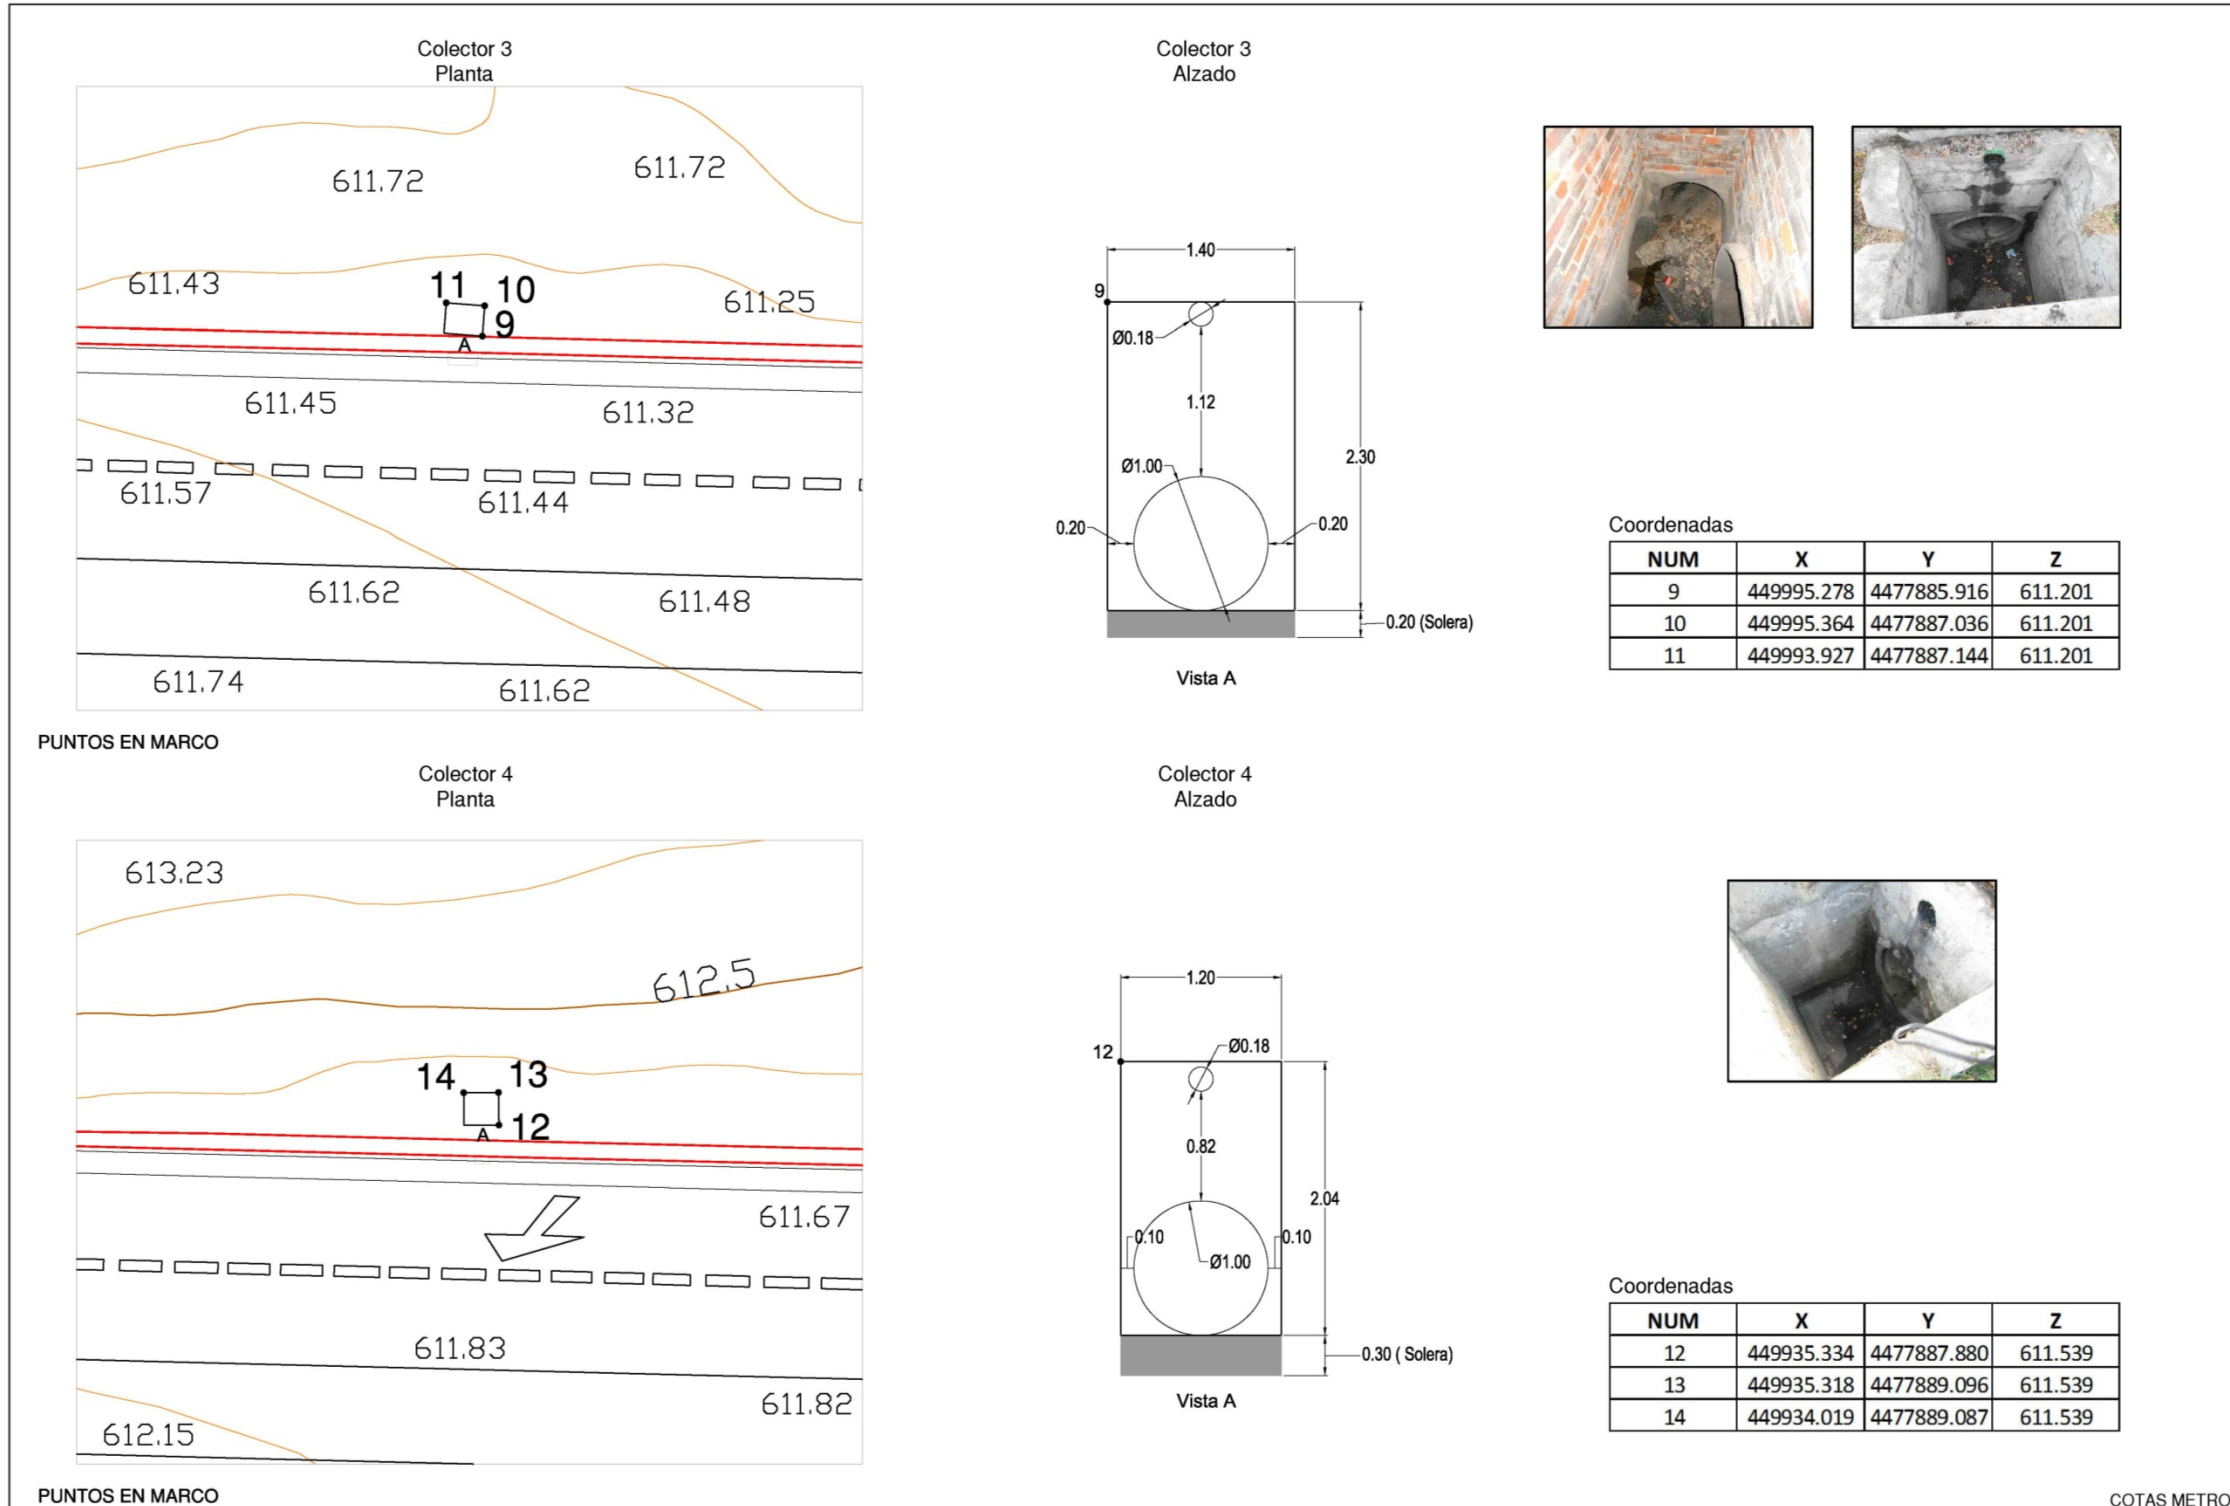 Colector 3
Planta
611.72
611.72
611.43
11
10
611.25
9
A
611.45
611.32
611.57
611.44
611.62
611.48
611.74
611.62
PUNTOS EN MARCO
Colector 3
Alzado
1.40
9
Ø0.18
1.12
2.30
Ø1.00
0.20
0.20
0.20 (Solera)
Vista A
Coordenadas
NUM X Y Z
9 449995.278 4477885.916 611.201
10 449995.364 4477887.036 611.201
11 449993.927 4477887.144 611.201
Colector 4
Planta
613.23
612.5
14
13
12
A
611.67
611.83
611.82
612.15
PUNTOS EN MARCO
Colector 4
Alzado
1.20
12
Ø0.18
0.82
2.04
0.10
0.10
Ø1.00
0.30 ( Solera)
Vista A
Coordenadas
NUM X Y Z
12 449935.334 4477887.880 611.539
13 449935.318 4477889.096 611.539
14 449934.019 4477889.087 611.539
COTAS METRO